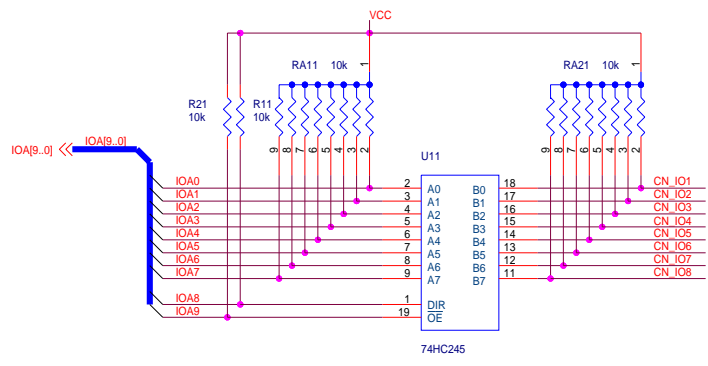 VCC
RA11 10k 1
RA21 10k 1
R21 R11
10k 10k
9 8 7 6 5 4 3 2
9 8 7 6 5 4 3 2
IOA[9..0] IOA[9..0]
U11
IOA0 2 A0 B0 18 CN_IO1
IOA1 3 A1 B1 17 CN_IO2
IOA2 4 A2 B2 16 CN_IO3
IOA3 5 A3 B3 15 CN_IO4
IOA4 6 A4 B4 14 CN_IO5
IOA5 7 A5 B5 13 CN_IO6
IOA6 8 A6 B6 12 CN_IO7
IOA7 9 A7 B7 11 CN_IO8
IOA8 1 DIR
IOA9 19 OE
74HC245